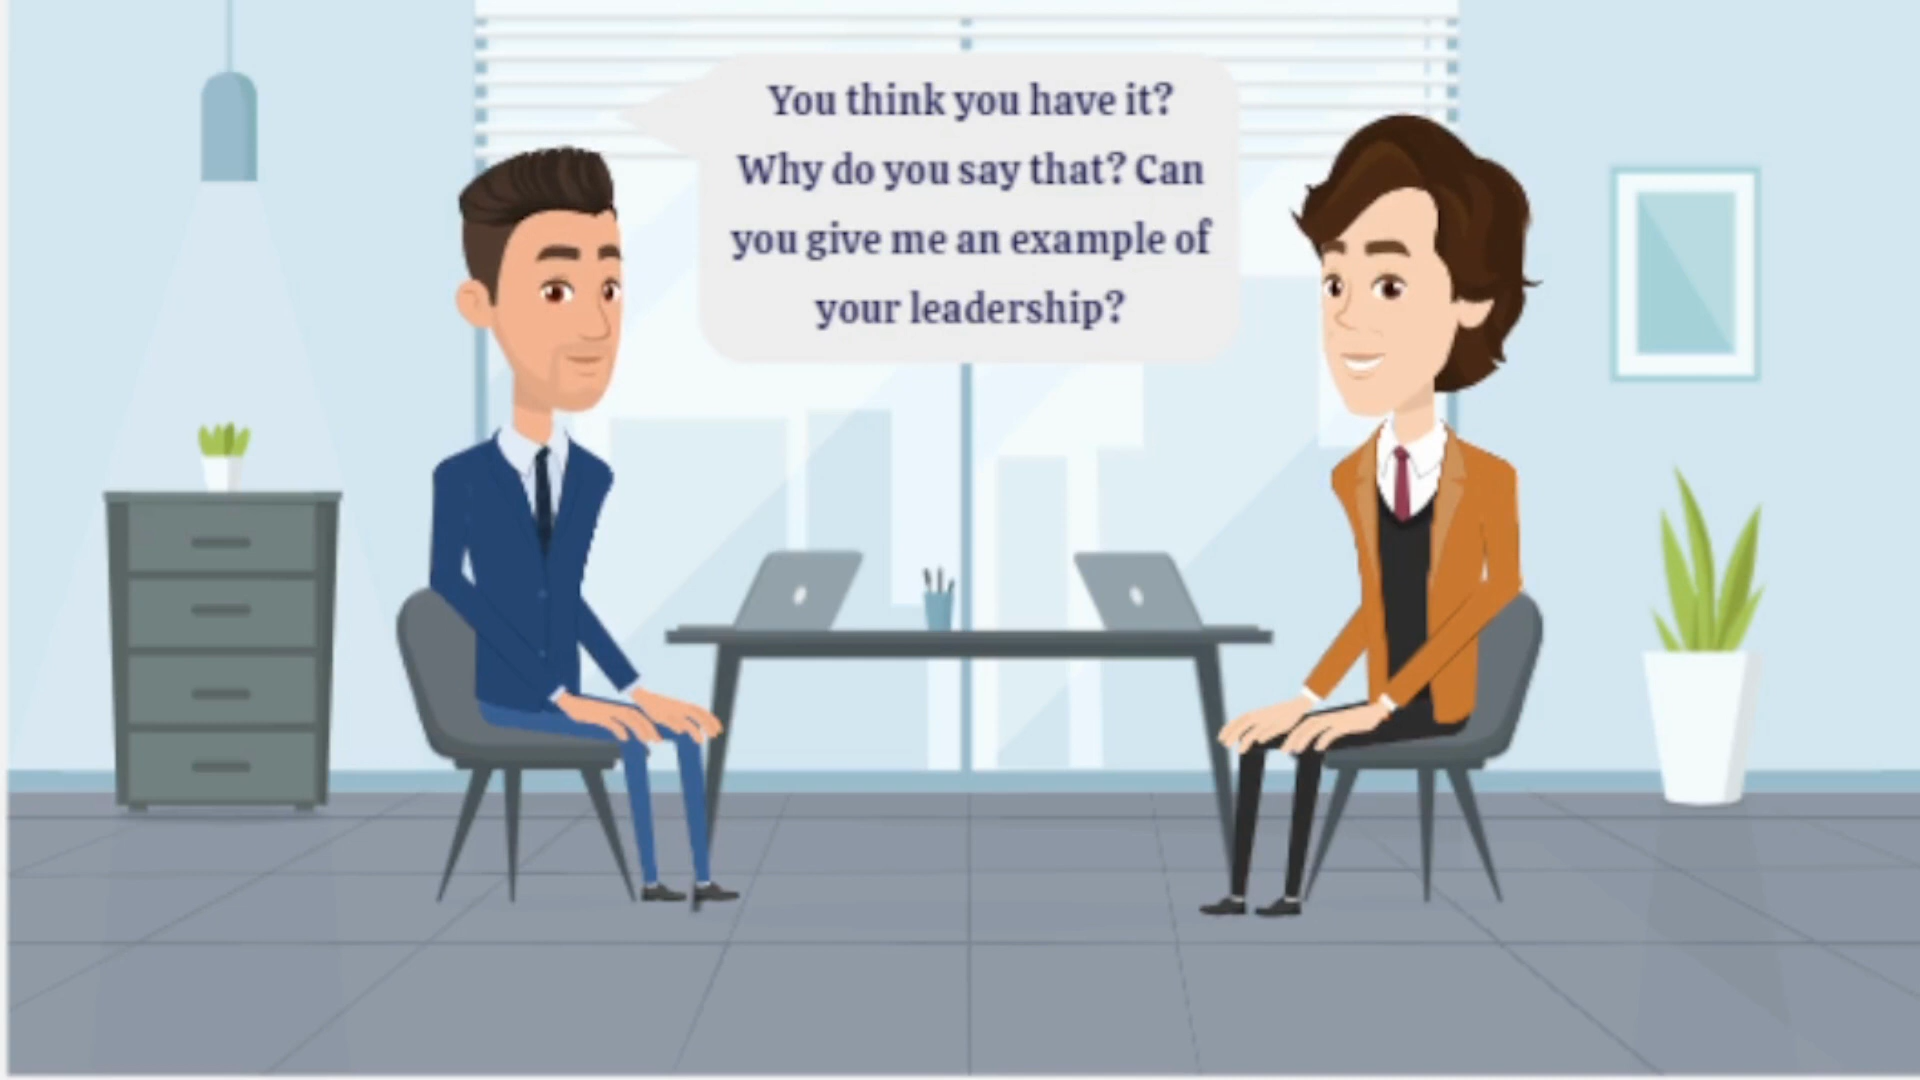 You think you have it?
Why do you say that? Can
you give me an example of
your leadership?